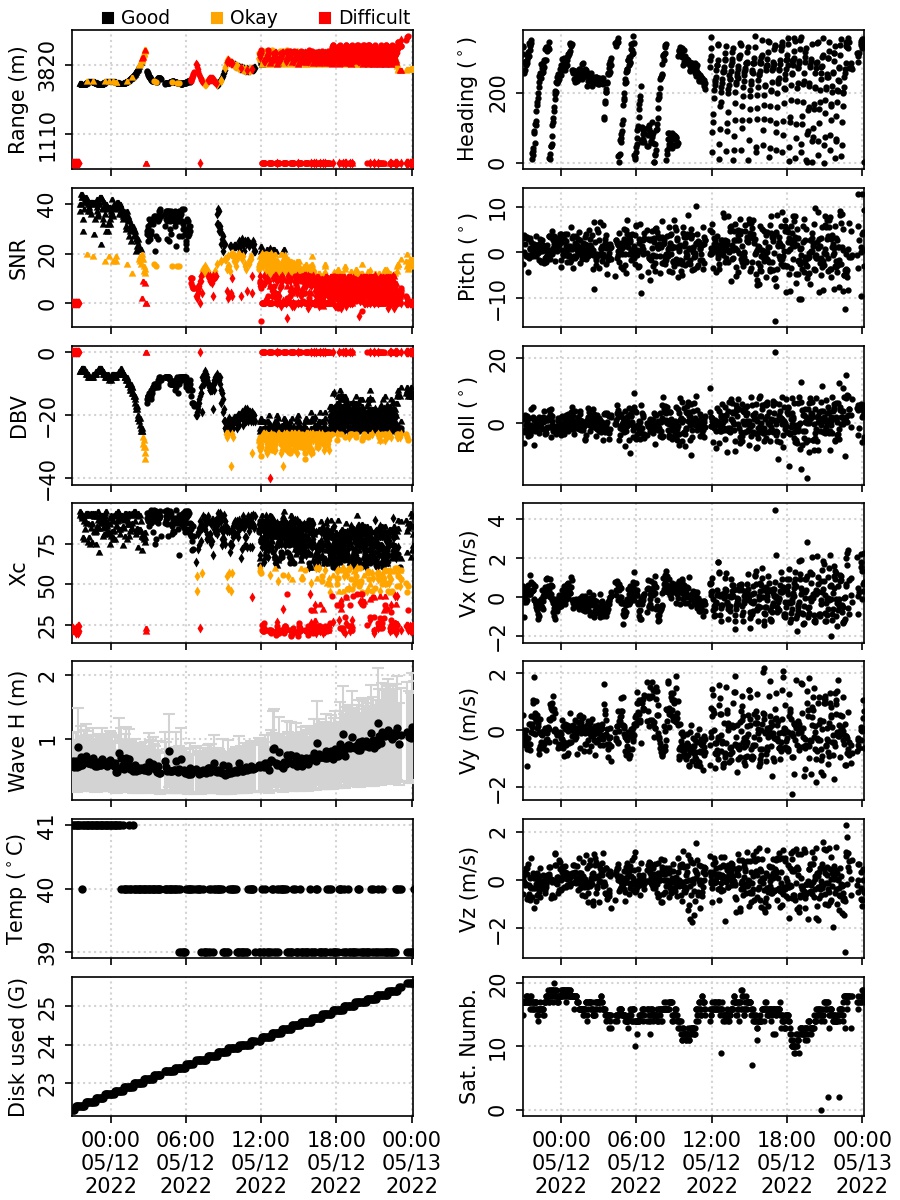 Good Okay Difficult
Range (m)
3820
1110
Heading (°)
200
0
SNR
40
20
0
Pitch (°)
10
0
−10
DBV
0
−20
−40
Roll (°)
20
0
Xc
75
50
25
Vx (m/s)
4
2
0
−2
Wave H (m)
2
1
Vy (m/s)
2
0
−2
Temp (°C)
41
40
39
Vz (m/s)
2
0
−2
Disk used (G)
25
24
23
Sat. Numb.
20
10
0
00:00 06:00 12:00 18:00 00:00
05/12 05/12 05/12 05/12 05/13
2022 2022 2022 2022 2022
00:00 06:00 12:00 18:00 00:00
05/12 05/12 05/12 05/12 05/13
2022 2022 2022 2022 2022